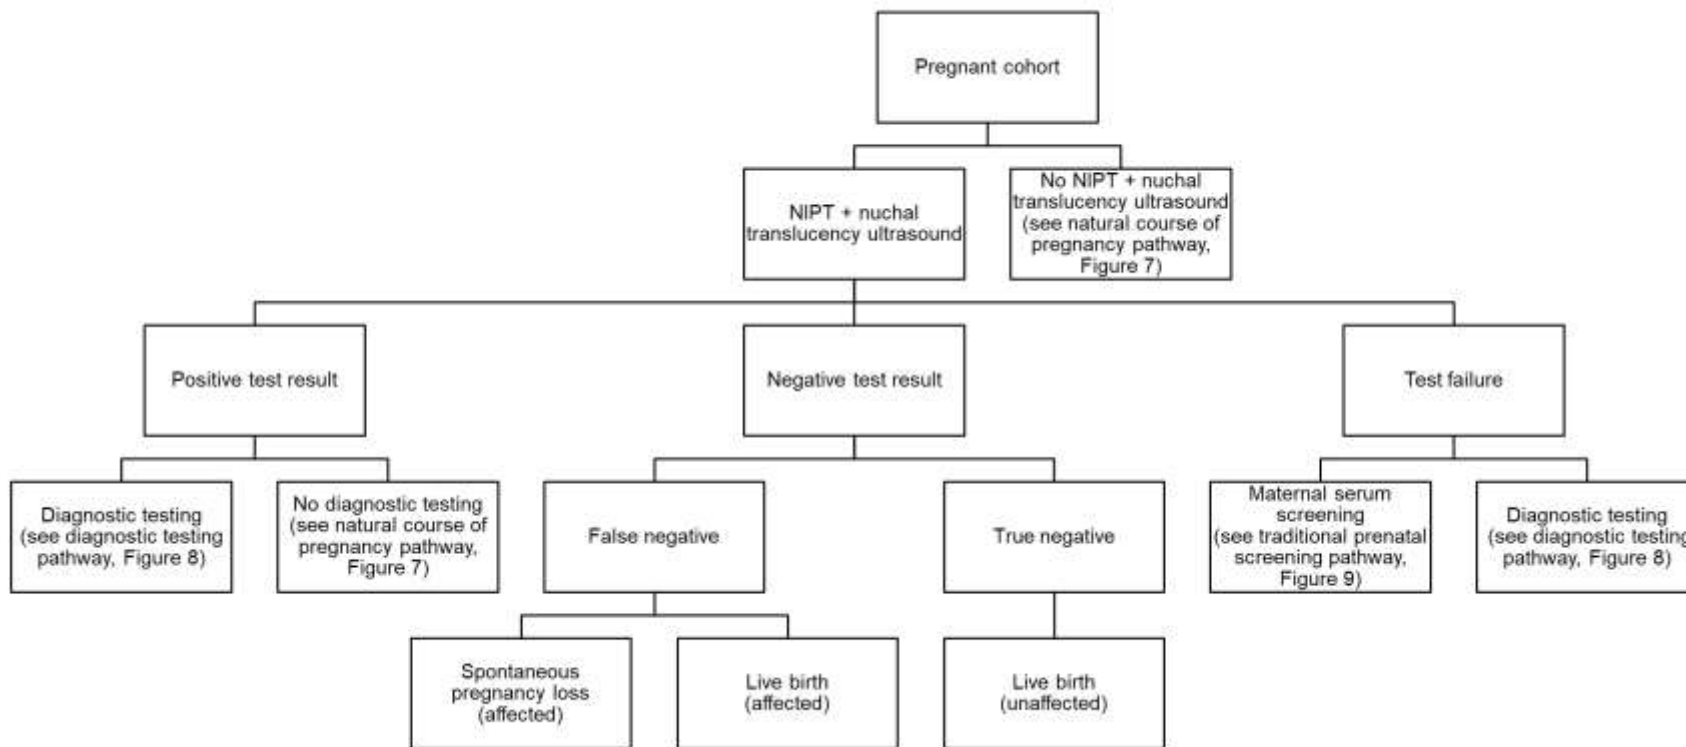 Pregnant cohort
NIPT + nuchal
translucency ultrasound
No NIPT + nuchal
translucency ultrasound
(see natural course of
pregnancy pathway,
Figure 7)
Positive test result
Negative test result
Test failure
Diagnostic testing
(see diagnostic testing
pathway, Figure 8)
No diagnostic testing
(see natural course of
pregnancy pathway,
Figure 7)
False negative
True negative
Maternal serum
screening
(see traditional prenatal
screening pathway,
Figure 9)
Diagnostic testing
(see diagnostic testing
pathway, Figure 8)
Spontaneous
pregnancy loss
(affected)
Live birth
(affected)
Live birth
(unaffected)